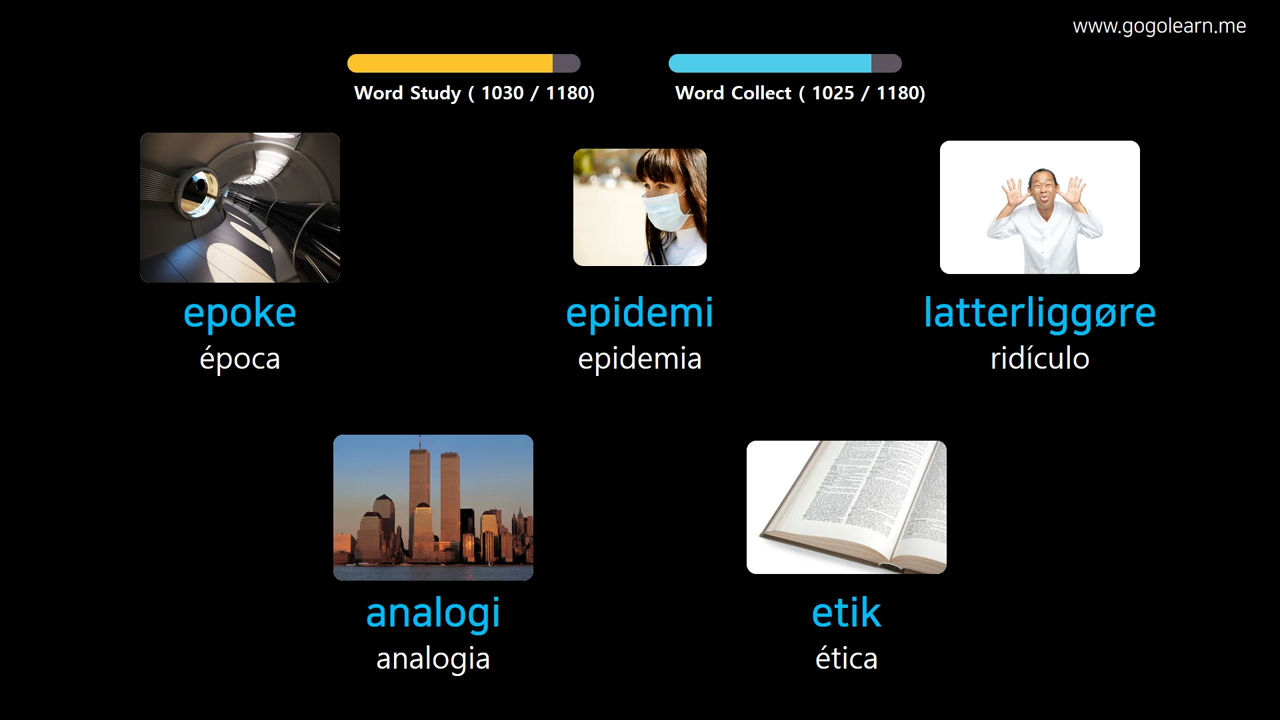 www.gogolearn.me
Word Study ( 1030 / 1180)
Word Collect ( 1025 / 1180)
epoke
época
epidemi
epidemia
latterliggøre
ridículo
analogi
analogia
etik
ética